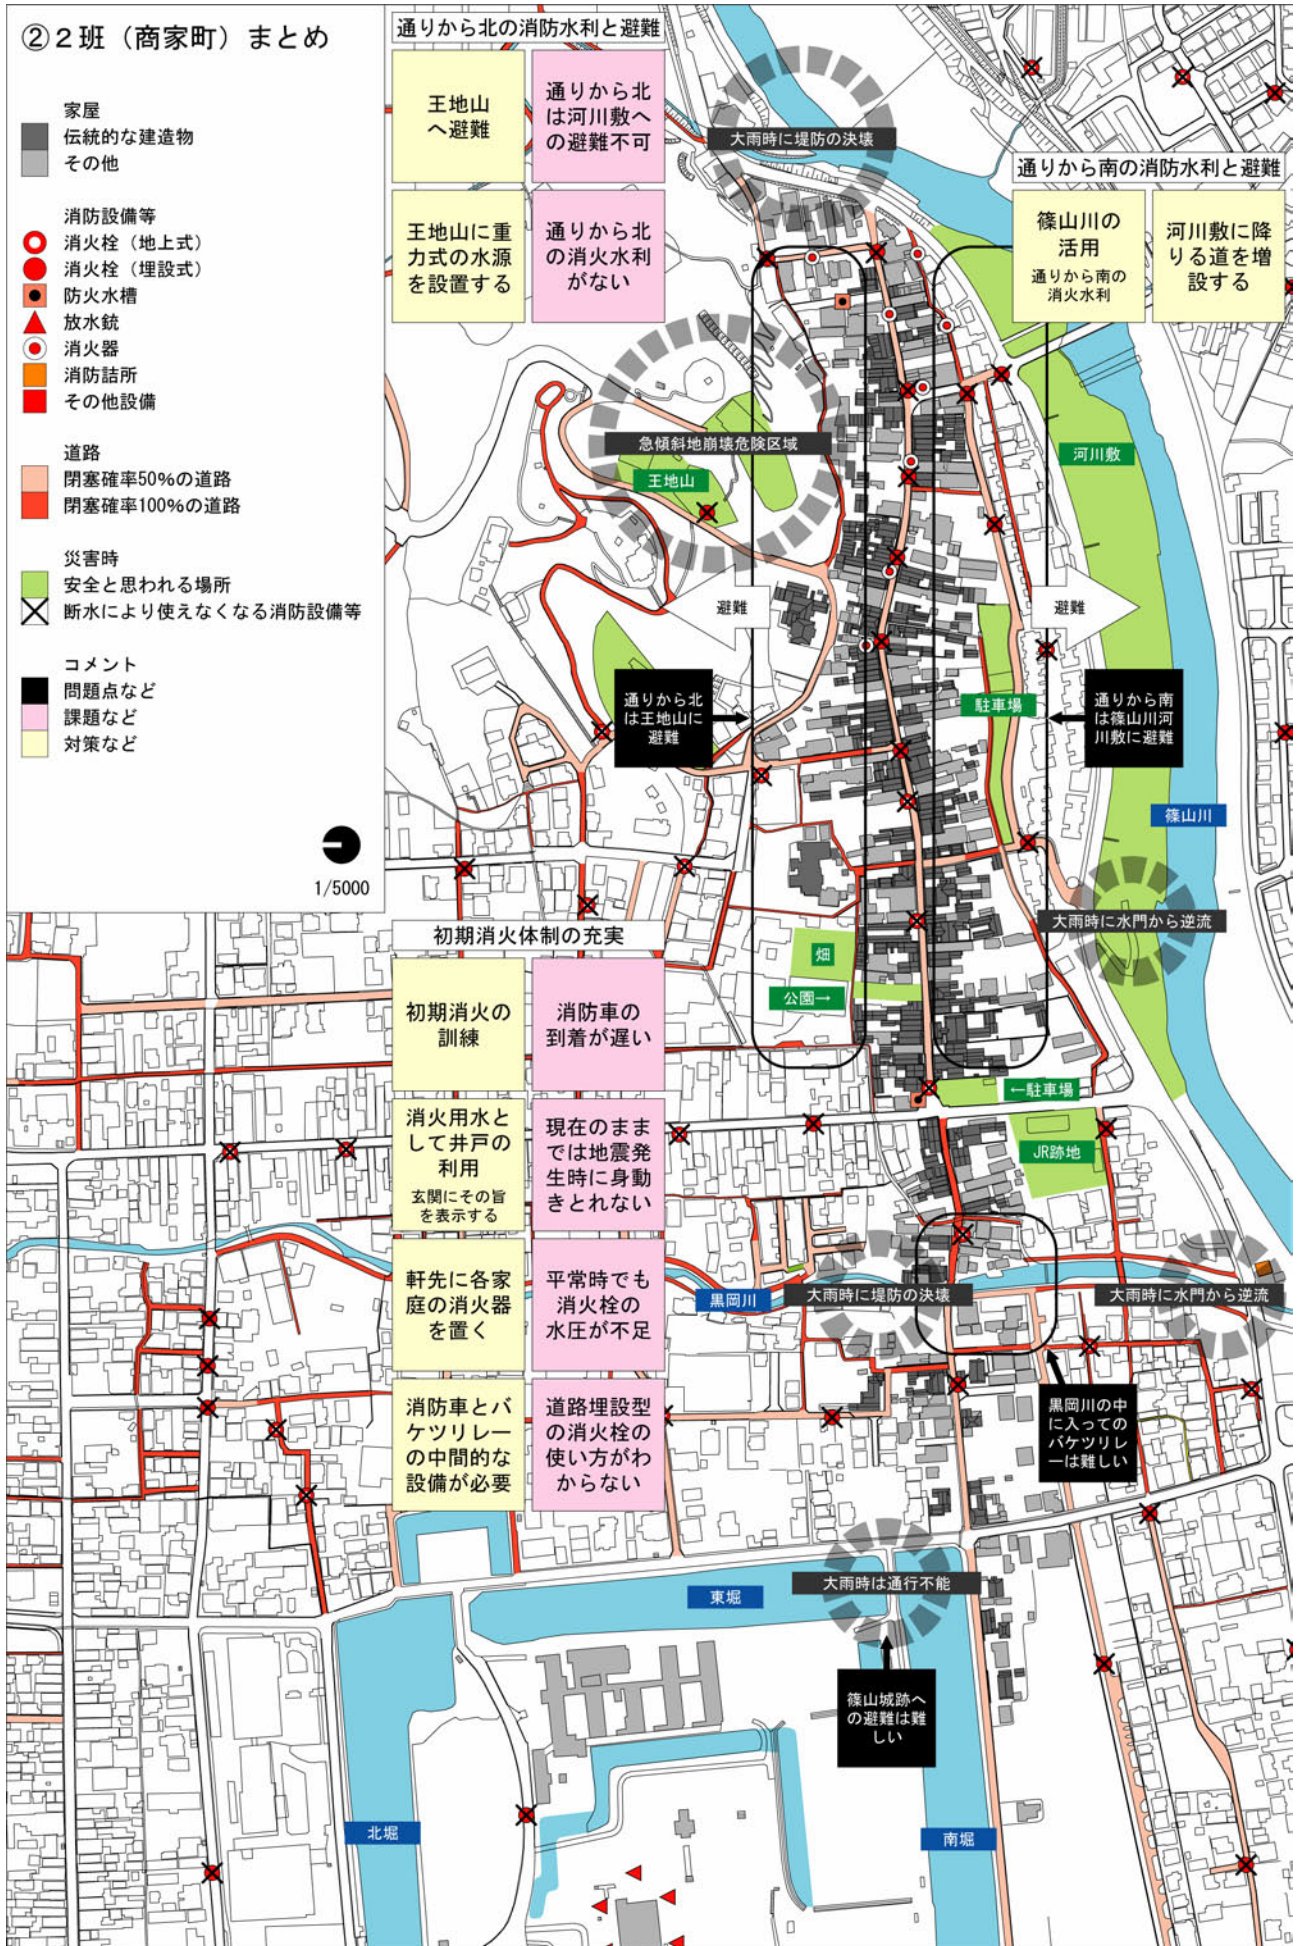 ②２班（商家町）まとめ
家屋
伝統的な建造物
その他
消防設備等
消火栓（地上式）
消火栓（埋設式）
防火水槽
放水銃
消火器
消防詰所
その他設備
道路
閉塞確率50%の道路
閉塞確率100%の道路
災害時
安全と思われる場所
断水により使えなくなる消防設備等
コメント
問題点など
課題など
対策など
1/5000
通りから北の消防水利と避難
王地山
へ避難
通りから北
は河川敷へ
の避難不可
王地山に重
力式の水源
を設置する
通りから北
の消火水利
がない
大雨時に堤防の決壊
通りから南の消防水利と避難
篠山川の
活用
通りから南の
消火水利
河川敷に降
りる道を増
設する
急傾斜地崩壊危険区域
王地山
河川敷
避難
避難
通りから北
は王地山に
避難
駐車場
通りから南
は篠山川河
川敷に避難
篠山川
大雨時に水門から逆流
畑
公園→
←駐車場
JR跡地
初期消火体制の充実
初期消火の
訓練
消防車の
到着が遅い
消火用水と
して井戸の
利用
玄関にその旨
を表示する
現在のまま
では地震発
生時に身動
きとれない
軒先に各家
庭の消火器
を置く
平常時でも
消火栓の
水圧が不足
消防車とバ
ケツリレー
の中間的な
設備が必要
道路埋設型
の消火栓の
使い方がわ
からない
黒岡川
大雨時に堤防の決壊
大雨時に水門から逆流
黒岡川の中
に入っての
バケツリレ
ーは難しい
大雨時は通行不能
東堀
篠山城跡へ
の避難は難
しい
北堀
南堀